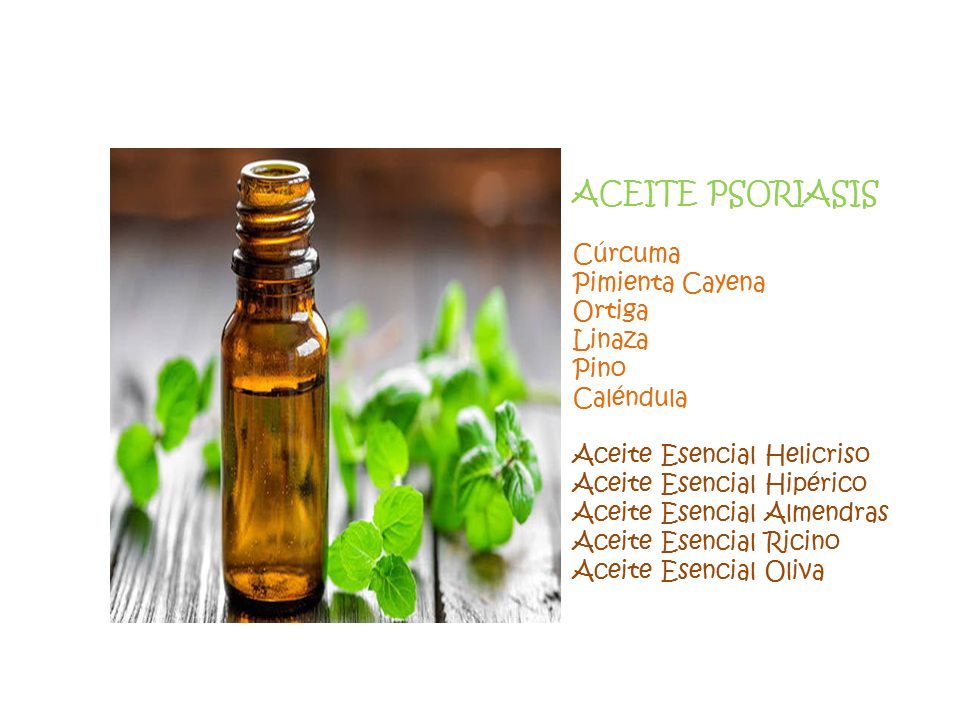 ACEITE PSORIASIS
Cúrcuma
Pimienta Cayena
Ortiga
Linaza
Pino
Caléndula
Aceite Esencial Helicriso
Aceite Esencial Hipérico
Aceite Esencial Almendras
Aceite Esencial Ricino
Aceite Esencial Oliva